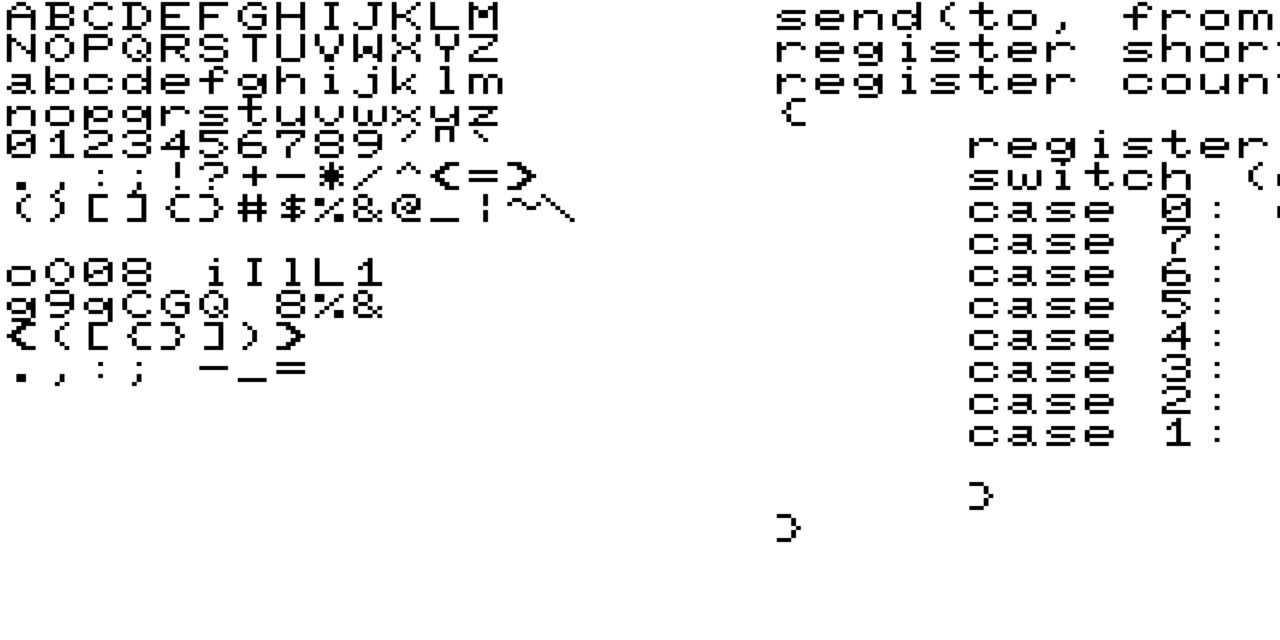 ABCDEFGHIJKLM
NOPQRSTUVWXYZ
abcdefghijklm
nopqrstuvwxyz
0123456789´"`
.,:;!?+-*/^<=>
()[]{}#$%&@_¦~\

oO08 iIlL1
g9qCGQ 8%&
<([{}])>
.,:; -_=
send(to, from
register shor
register coun
{
register
switch (
case 0:
case 7:
case 6:
case 5:
case 4:
case 3:
case 2:
case 1:
}
}